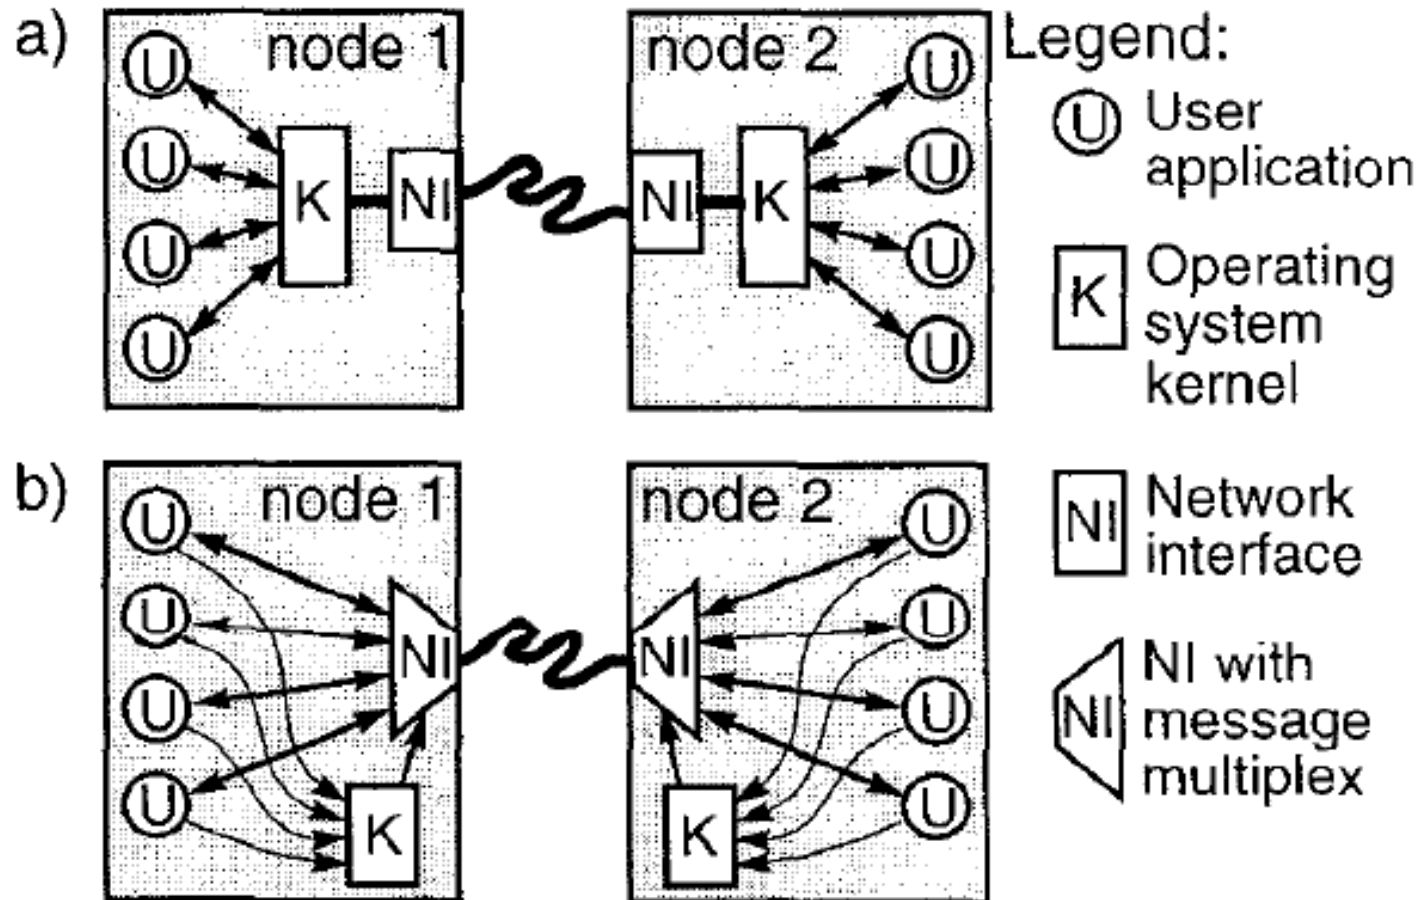 a)
node 1
U
U
U
U
K
NI
node 2
NI
K
U
U
U
U
b)
node 1
U
U
U
U
NI
K
node 2
NI
K
U
U
U
U
Legend:
U
User
application
K
Operating
system
kernel
NI
Network
interface
NI
NI with
message
multiplex